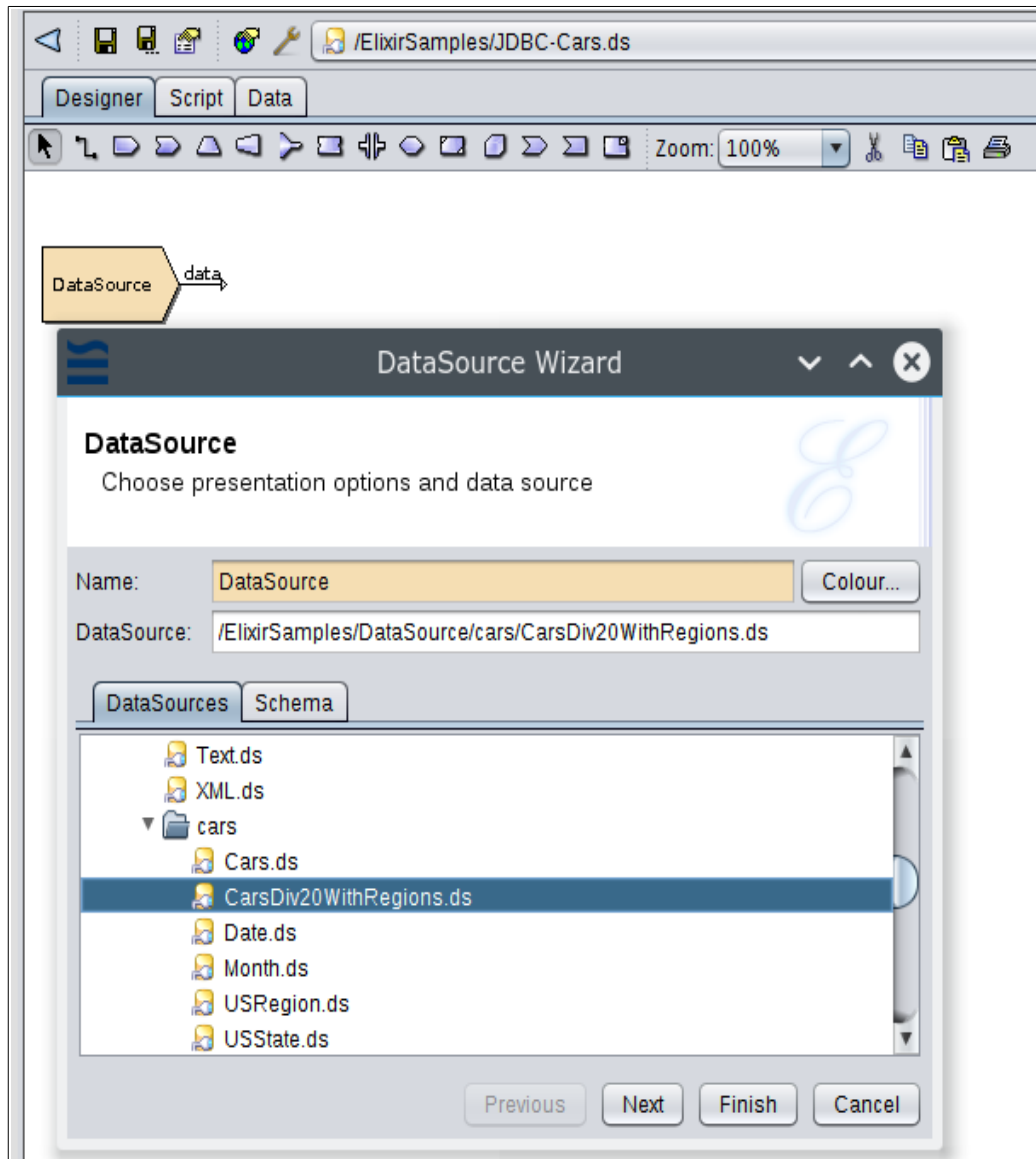 /ElixirSamples/JDBC-Cars.ds
Designer Script Data
Zoom: 100%
data
DataSource
DataSource Wizard
DataSource
Choose presentation options and data source
Name: DataSource Colour...
DataSource: /ElixirSamples/DataSource/cars/CarsDiv20WithRegions.ds
DataSources Schema
Text.ds
XML.ds
cars
Cars.ds
CarsDiv20WithRegions.ds
Date.ds
Month.ds
USRegion.ds
USState.ds
Previous Next Finish Cancel